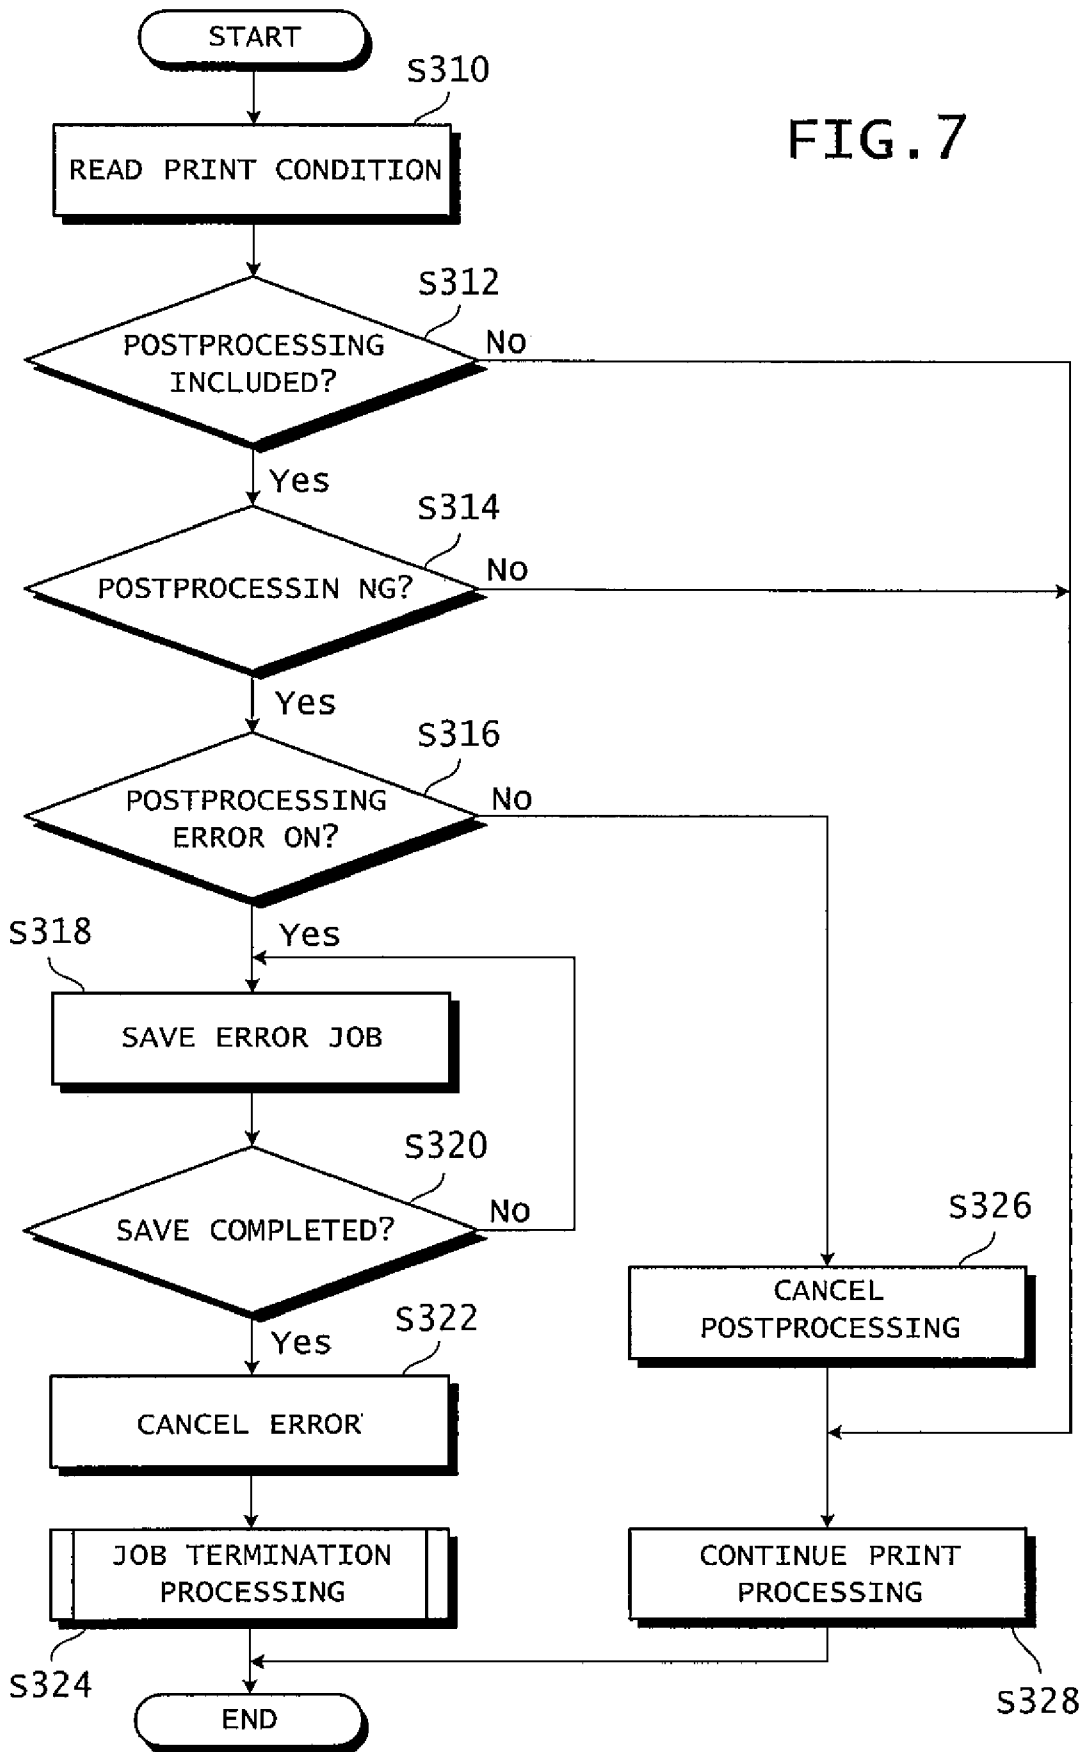 START
S310
FIG.7
READ PRINT CONDITION
S312
POSTPROCESSING
INCLUDED?
No
Yes
S314
POSTPROCESSIN NG?
No
Yes
S316
POSTPROCESSING
ERROR ON?
No
Yes
S318
SAVE ERROR JOB
S320
SAVE COMPLETED?
No
Yes
S326
CANCEL
POSTPROCESSING
S322
CANCEL ERROR
JOB TERMINATION
PROCESSING
S324
CONTINUE PRINT
PROCESSING
S328
END